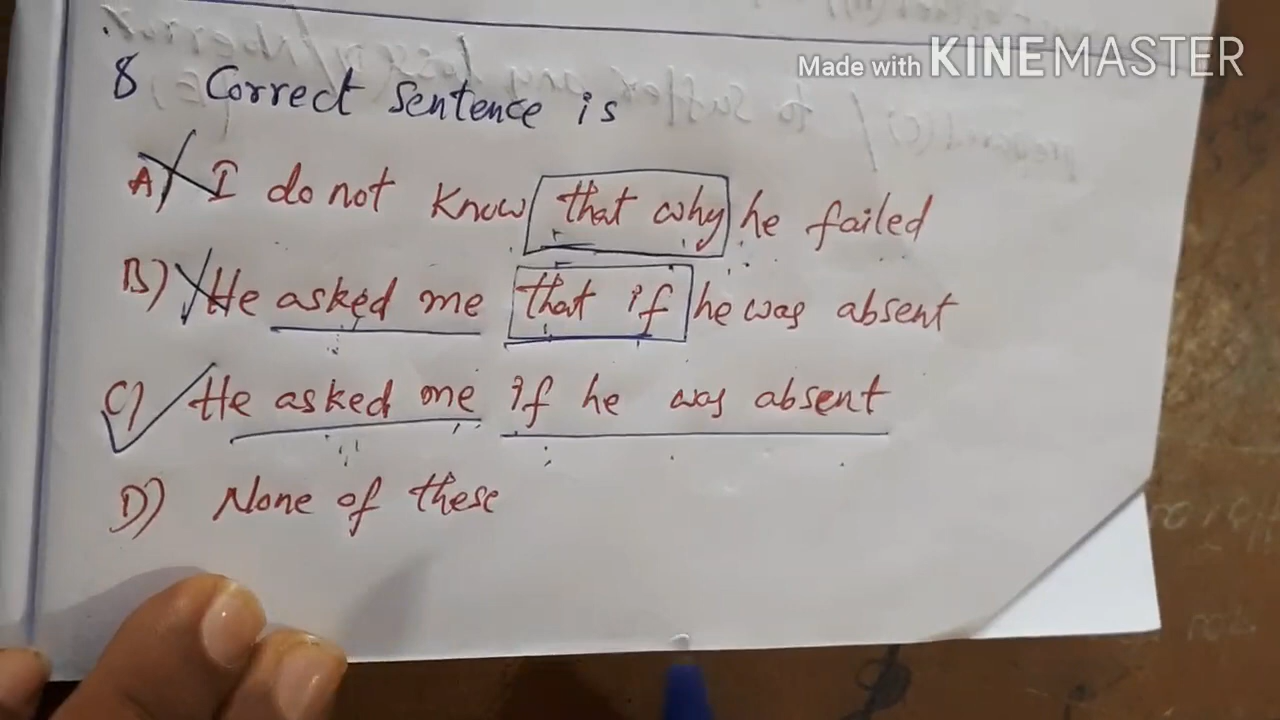 Made with KINEMASTER
8 Correct sentence is
A) I do not know that why he failed
B) He asked me that if he was absent
C) He asked me if he was absent
D) None of these